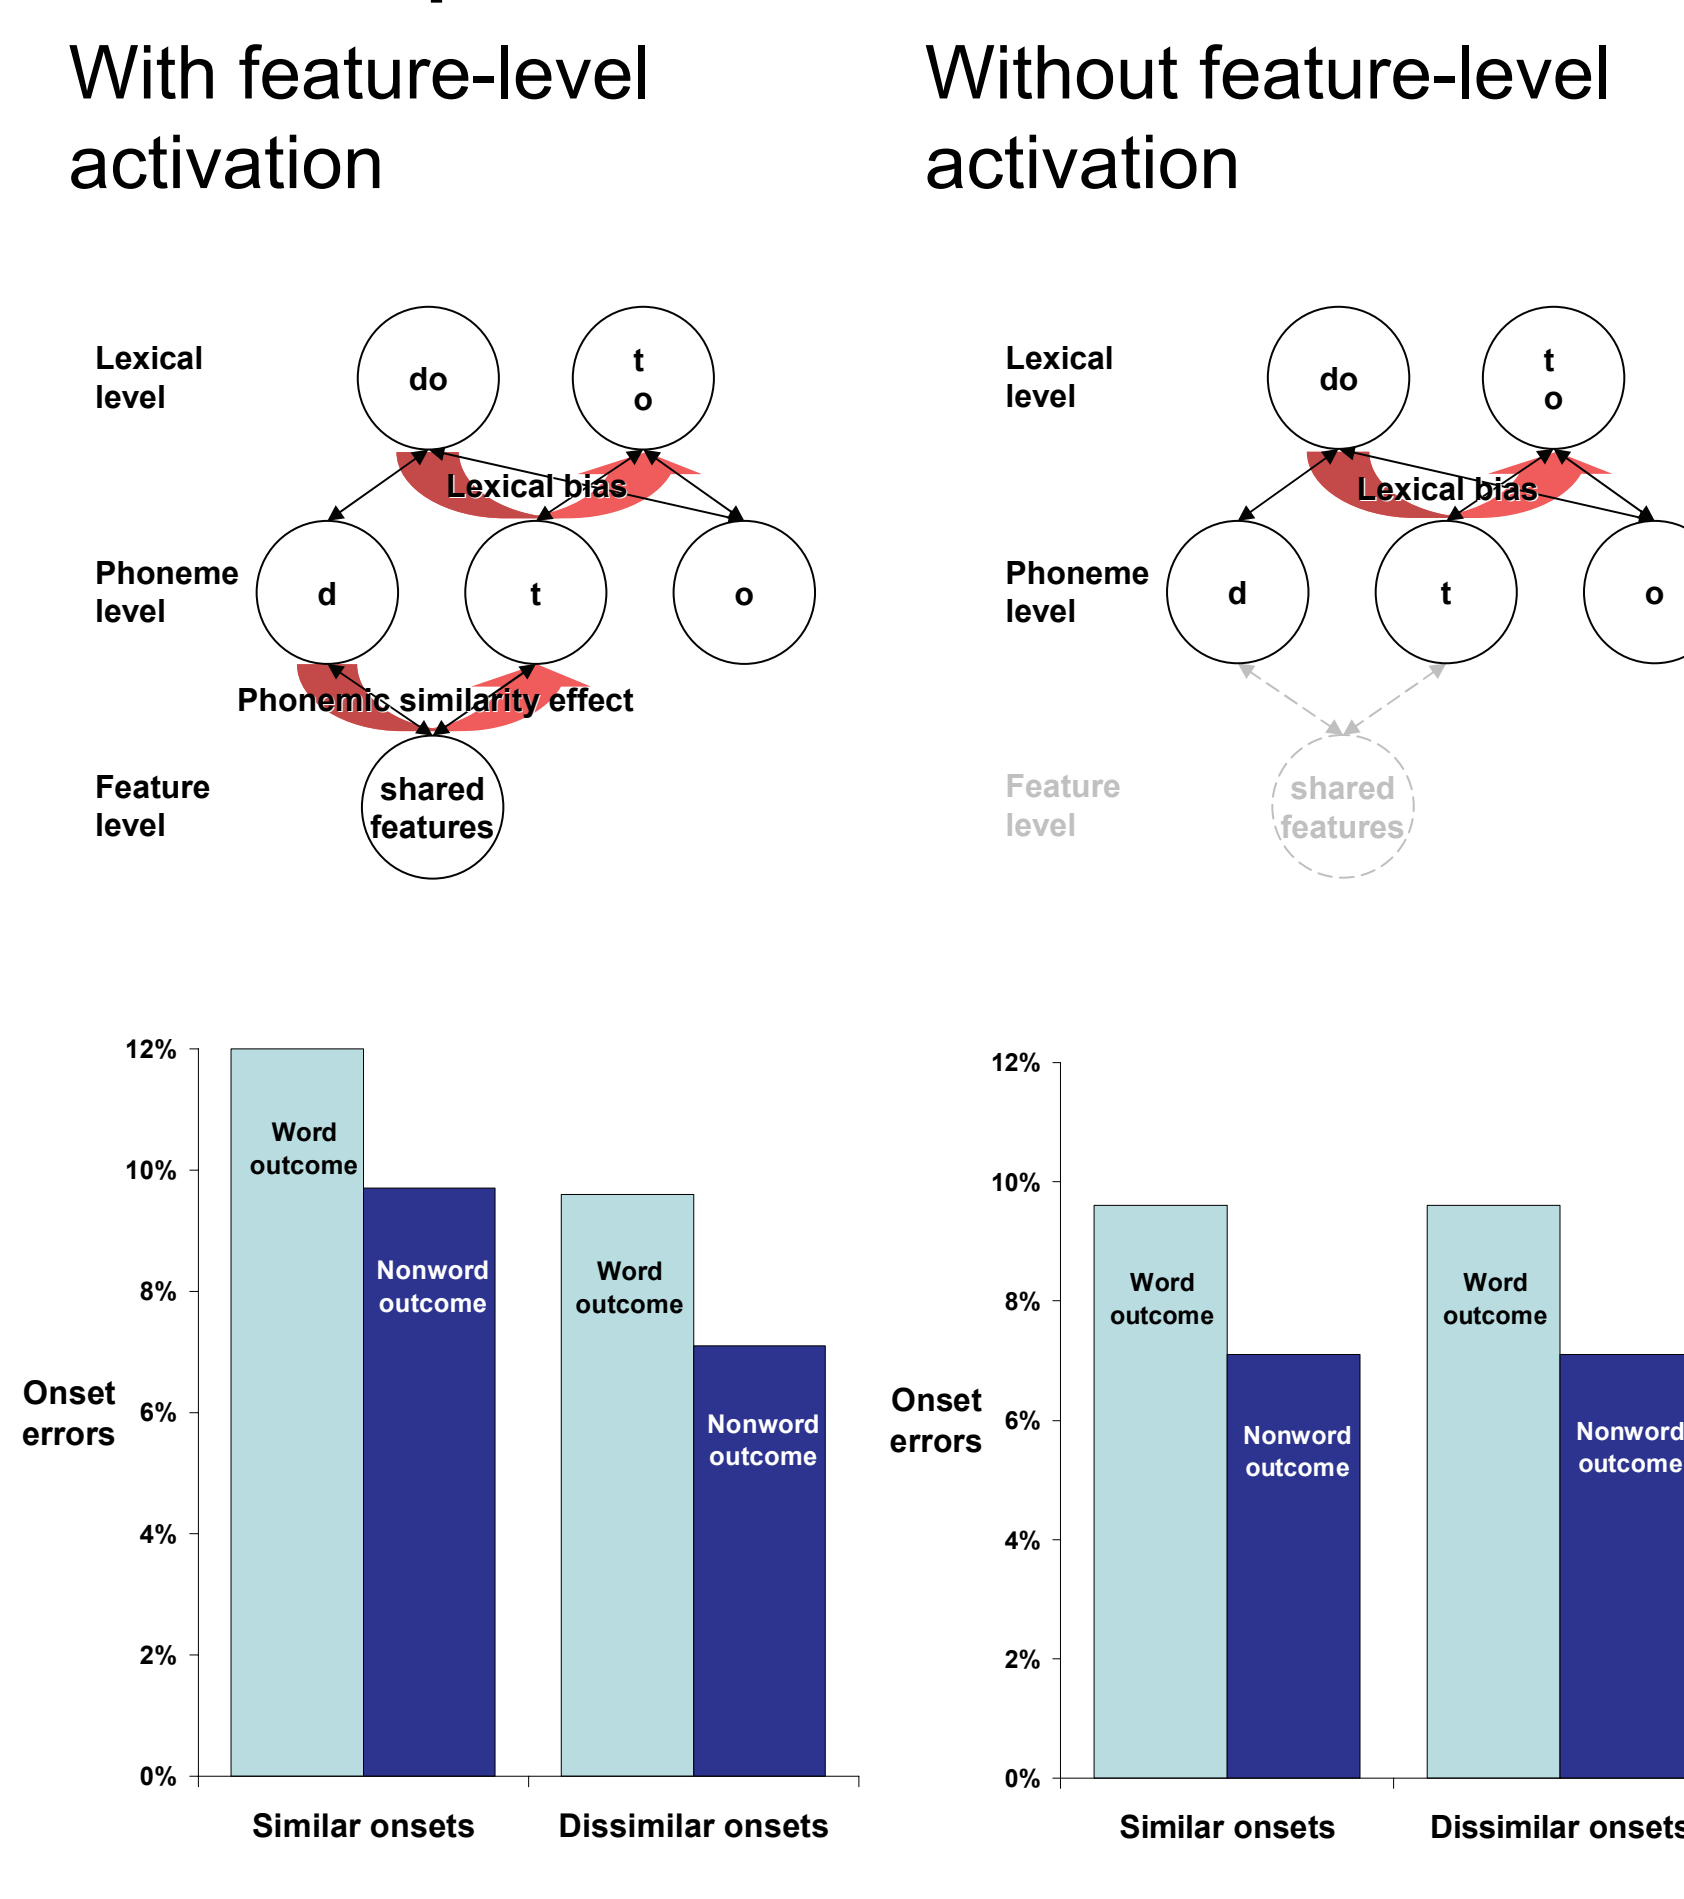 With feature-level
activation
Lexical
level
do
t
o
Lexical bias
Phoneme
level
d
t
o
Phonemic similarity effect
Feature
level
shared
features
12%
10%
8%
6%
4%
2%
0%
Onset
errors
Word
outcome
Nonword
outcome
Word
outcome
Nonword
outcome
Similar onsets
Dissimilar onsets
Without feature-level
activation
Lexical
level
do
t
o
Lexical bias
Phoneme
level
d
t
o
Feature
level
shared
features
12%
10%
8%
6%
4%
2%
0%
Onset
errors
Word
outcome
Nonword
outcome
Word
outcome
Nonword
outcome
Similar onsets
Dissimilar onsets